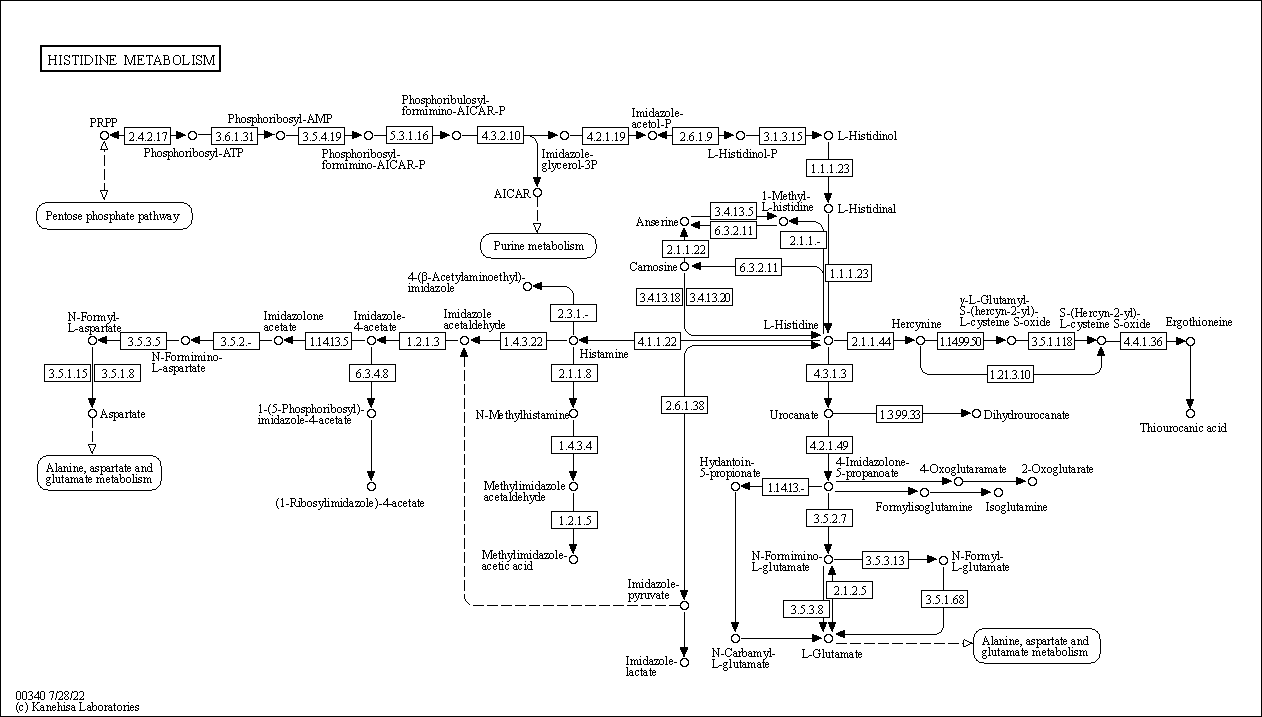 HISTIDINE METABOLISM
Phosphoribulosyl-
formimino-AICAR-P
Phosphoribosyl-AMP
Imidazole-
acetol-P
PRPP
2.4.2.17
3.6.1.31
3.5.4.19
5.3.1.16
4.3.2.10
4.2.1.19
2.6.1.9
3.1.3.15
L-Histidinol
Phosphoribosyl-ATP
Phosphoribosyl-
formimino-AICAR-P
Imidazole-
glycerol-3P
L-Histidinol-P
1.1.1.23
AICAR
Pentose phosphate pathway
Purine metabolism
1-Methyl-
L-histidine
L-Histidinal
Anserine
3.4.13.5
6.3.2.11
2.1.1.22
2.1.1.-
Carnosine
6.3.2.11
1.1.1.23
3.4.13.18
3.4.13.20
4-(β-Acetylaminoethyl)-
imidazole
2.3.1.-
N-Formyl-
L-aspartate
Imidazolone
acetate
Imidazole-
4-acetate
Imidazole
acetaldehyde
L-Histidine
Hercynine
γ-L-Glutamyl-
S-(hercyn-2-yl)-
L-cysteine S-oxide
S-(Hercyn-2-yl)-
L-cysteine S-oxide
Ergothioneine
3.5.3.5
3.5.2.-
1.14.13.5
1.2.1.3
1.4.3.22
4.1.1.22
2.1.1.44
1.14.99.50
3.5.1.118
4.4.1.36
N-Formimino-
L-aspartate
Histamine
3.5.1.15
3.5.1.8
6.3.4.8
2.1.1.8
4.3.1.3
1.21.3.10
2.6.1.38
Aspartate
1-(5-Phosphoribosyl)-
imidazole-4-acetate
N-Methylhistamine
Urocanate
1.3.99.33
Dihydrourocanate
Thiourocanic acid
1.4.3.4
4.2.1.49
Alanine, aspartate and
glutamate metabolism
Hydantoin-
5-propionate
4-Imidazolone-
5-propanoate
4-Oxoglutaramate
2-Oxoglutarate
1.14.13.-
(1-Ribosylimidazole)-4-acetate
Methylimidazole
acetaldehyde
Formylisoglutamine
Isoglutamine
1.2.1.5
3.5.2.7
Methylimidazole-
acetic acid
N-Formimino-
L-glutamate
3.5.3.13
N-Formyl-
L-glutamate
Imidazole-
pyruvate
2.1.2.5
3.5.3.8
3.5.1.68
N-Carbamyl-
L-glutamate
L-Glutamate
Alanine, aspartate and
glutamate metabolism
Imidazole-
lactate
00340 7/28/22
(c) Kanehisa Laboratories